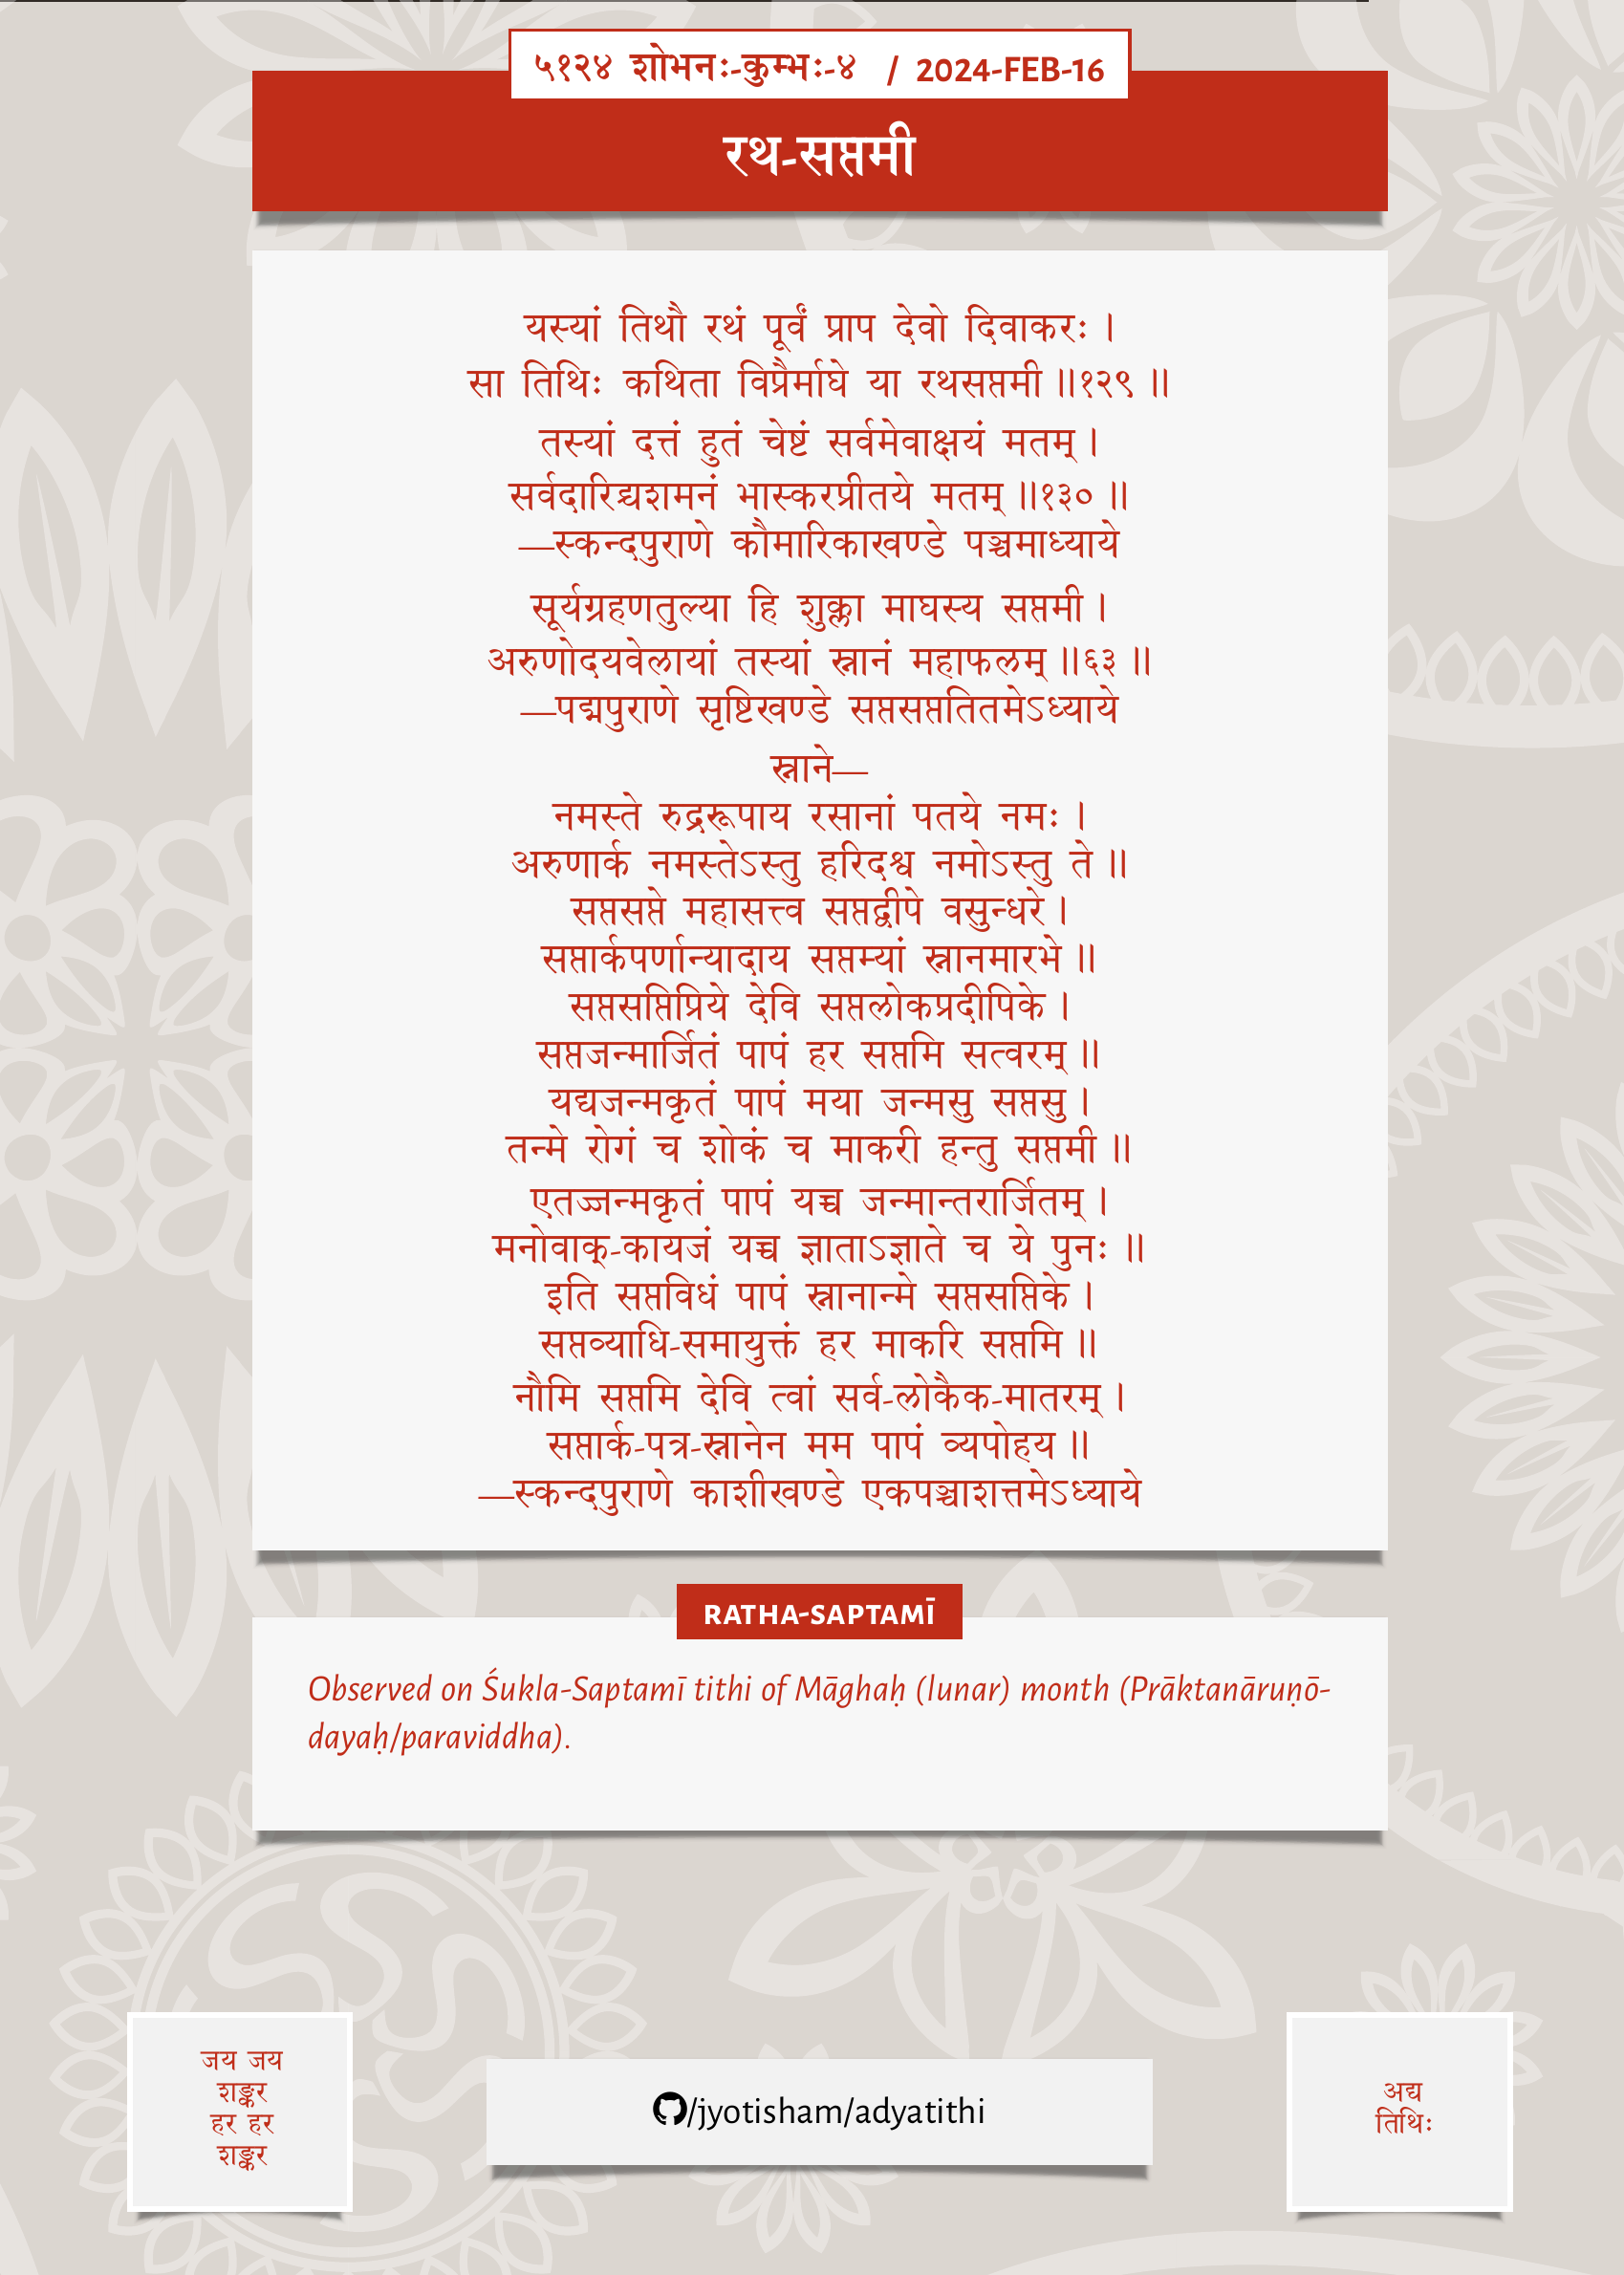 ५१२४ शोभनः-कुम्भः-४ / 2024-FEB-16
रथ-सप्तमी
यस्यां तिथौ रथं पूर्वं प्राप देवो दिवाकरः ।
सा तिथिः कथिता विप्रैर्माघे या रथसप्तमी ॥१२९ ॥
तस्यां दत्तं हुतं चेष्टं सर्वमेवाक्षयं मतम् ।
सर्वदारिद्र्यशमनं भास्करप्रीतये मतम् ॥१३० ॥
—स्कन्दपुराणे कौमारिकाखण्डे पञ्चमाध्याये
सूर्यग्रहणतुल्या हि शुक्ला माघस्य सप्तमी ।
अरुणोदयवेलायां तस्यां स्नानं महाफलम् ॥६३ ॥
—पद्मपुराणे सृष्टिखण्डे सप्तसप्ततितमेऽध्याये
स्नाने—
नमस्ते रुद्ररूपाय रसानां पतये नमः ।
अरुणार्क नमस्तेऽस्तु हरिदश्व नमोऽस्तु ते ॥
सप्तसप्ते महासत्त्व सप्तद्वीपे वसुन्धरे ।
सप्तार्कपर्णान्यादाय सप्तम्यां स्नानमारभे ॥
सप्तसप्तिप्रिये देवि सप्तलोकप्रदीपिके ।
सप्तजन्मार्जितं पापं हर सप्तमि सत्वरम् ॥
यद्यजन्मकृतं पापं मया जन्मसु सप्तसु ।
तन्मे रोगं च शोकं च माकरी हन्तु सप्तमी ॥
एतज्जन्मकृतं पापं यच्च जन्मान्तरार्जितम् ।
मनोवाक्-कायजं यच्च ज्ञाताऽज्ञाते च ये पुनः ॥
इति सप्तविधं पापं स्नानान्मे सप्तसप्तिके ।
सप्तव्याधि-समायुक्तं हर माकरि सप्तमि ॥
नौमि सप्तमि देवि त्वां सर्व-लोकैक-मातरम् ।
सप्तार्क-पत्र-स्नानेन मम पापं व्यपोहय ॥
—स्कन्दपुराणे काशीखण्डे एकपञ्चाशत्तमेऽध्याये
RATHA-SAPTAMĪ
Observed on Śukla-Saptamī tithi of Māghaḥ (lunar) month (Prāktanāruṇō-
dayaḥ/paraviddha).
जय जय
शङ्कर
हर हर
शङ्कर
/jyotisham/adyatithi
अद्य
तिथिः